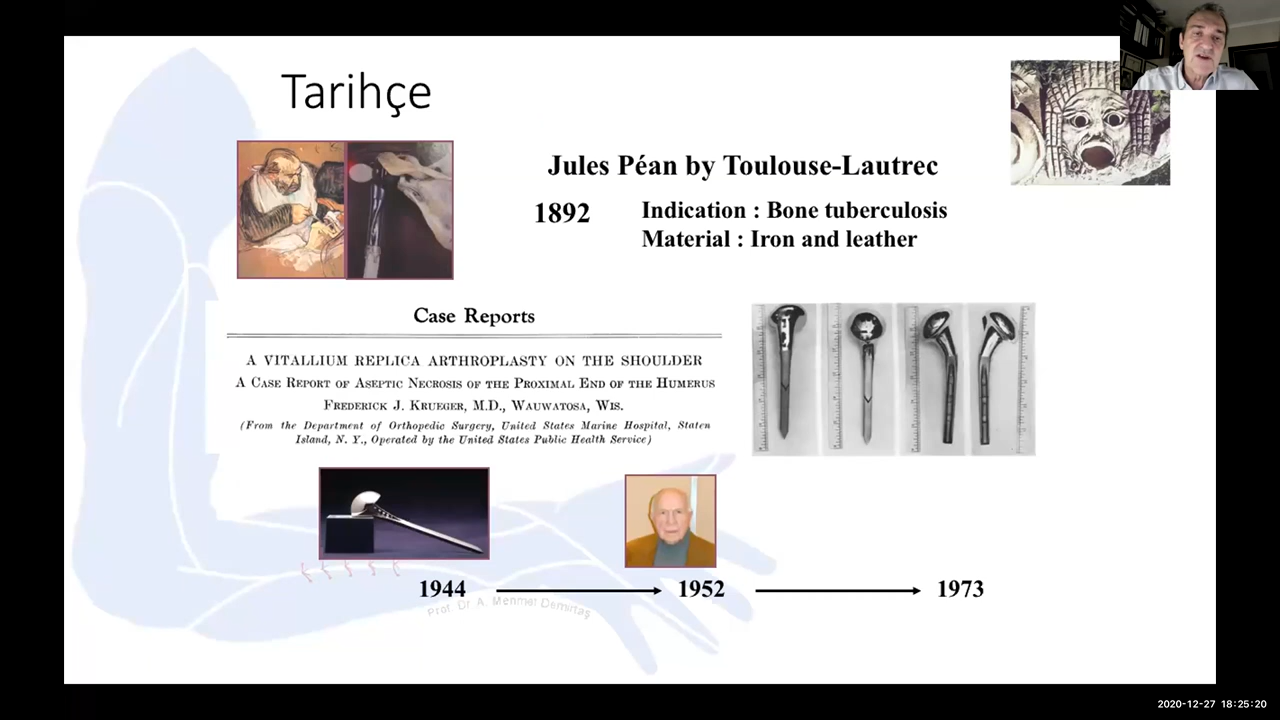 Tarihçe
Jules Péan by Toulouse-Lautrec
1892
Indication : Bone tuberculosis
Material : Iron and leather
Case Reports
A VITALLIUM REPLICA ARTHROPLASTY ON THE SHOULDER
A CASE REPORT OF ASEPTIC NECROSIS OF THE PROXIMAL END OF THE HUMERUS
FREDERICK J. KRUEGER, M.D., WAUWATOSA, WIS.
(From the Department of Orthopedic Surgery, United States Marine Hospital, Staten
Island, N. Y., Operated by the United States Public Health Service)
1944
1952
1973
Prof. Dr. A. Mehmet Demirtaş
2020-12-27 18:25:20